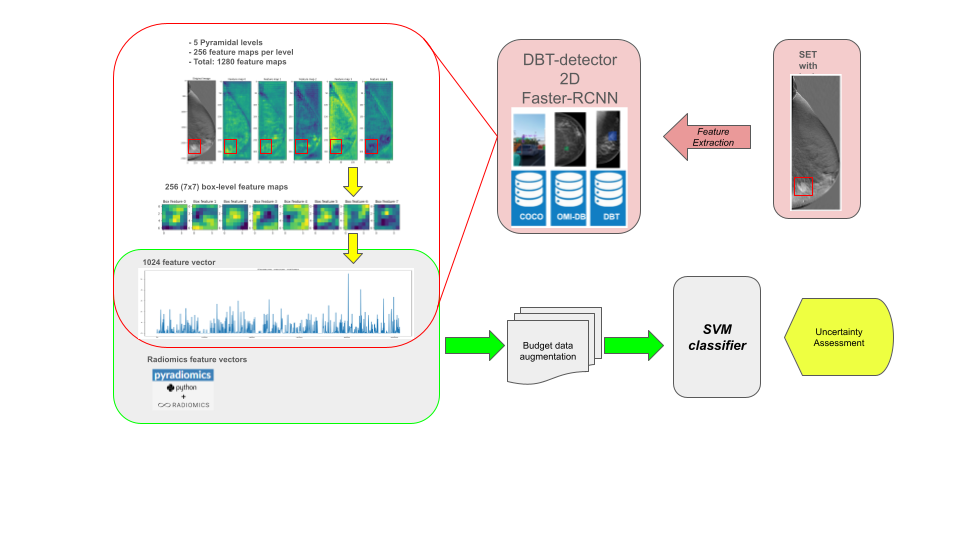 - 5 Pyramidal levels
- 256 feature maps per level
- Total: 1280 feature maps
Original image
Feature map 0
Feature map 1
Feature map 2
Feature map 3
Feature map 4
256 (7x7) box-level feature maps
Box feature 0
Box feature 1
Box feature 2
Box feature 3
Box feature 4
Box feature 5
Box feature 6
Box feature 7
1024 feature vector
Radiomics feature vectors
pyradiomics
python
+
RADIOMICS
DBT-detector
2D
Faster-RCNN
COCO
OMI-DB
DBT
Feature
Extraction
SET
with
Budget data
augmentation
SVM
classifier
Uncertainty
Assessment